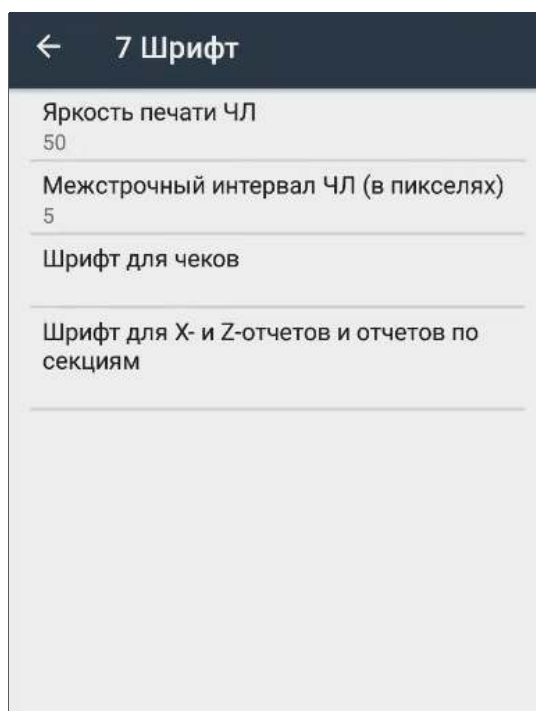 7 Шрифт
Яркость печати ЧЛ
50
Межстрочный интервал ЧЛ (в пикселях)
5
Шрифт для чеков
Шрифт для X- и Z-отчетов и отчетов по
секциям